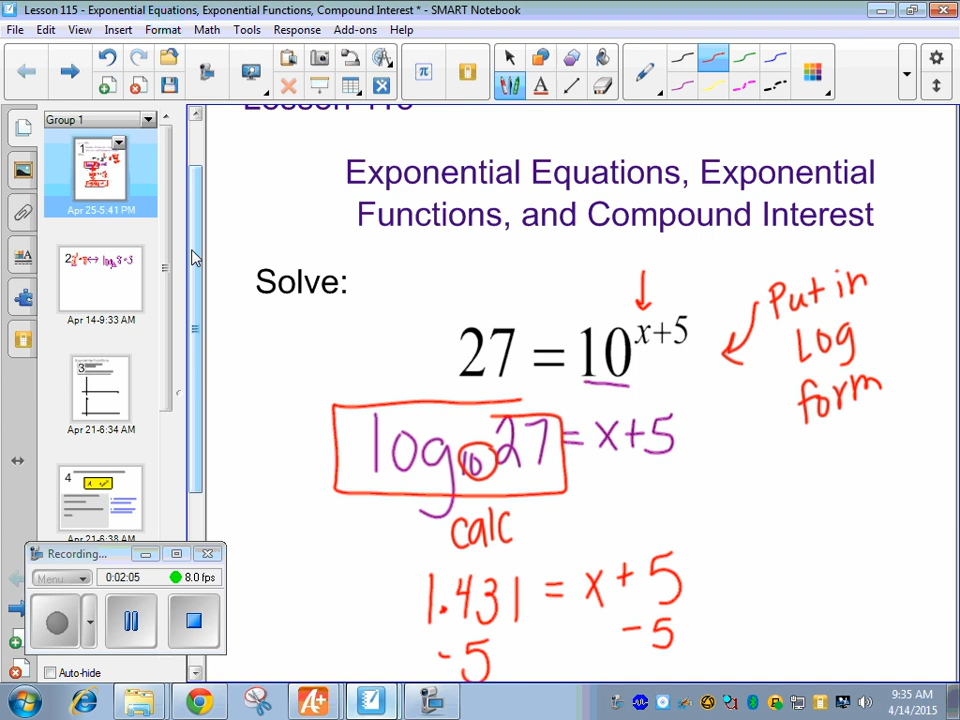 Lesson 115 - Exponential Equations, Exponential Functions, Compound Interest * - SMART Notebook
File Edit View Insert Format Math Tools Response Add-ons Help
Group 1
1
Apr 25-5:41 PM
2
Apr 14-9:33 AM
3
Apr 21-6:34 AM
4
Apr 21-6:38 AM
Exponential Equations, Exponential
Functions, and Compound Interest
Solve:
27 = 10^{x+5}
Put in
Log
form
log₁₀27 = x+5
calc
1.431 = x + 5
-5 -5
Recording...
Menu 0:02:05 8.0 fps
Auto-hide
9:35 AM
4/14/2015